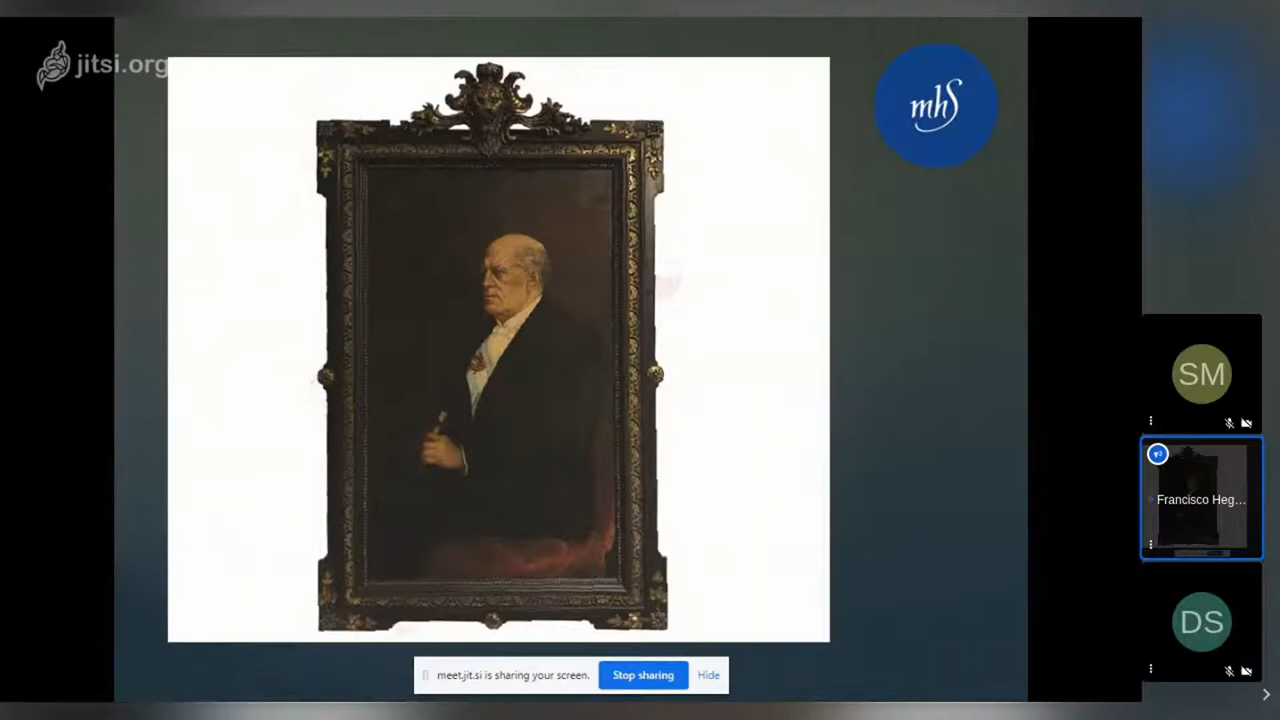 jitsi.org
mhS
SM
Francisco Heg...
DS
meet.jit.si is sharing your screen.
Stop sharing
Hide